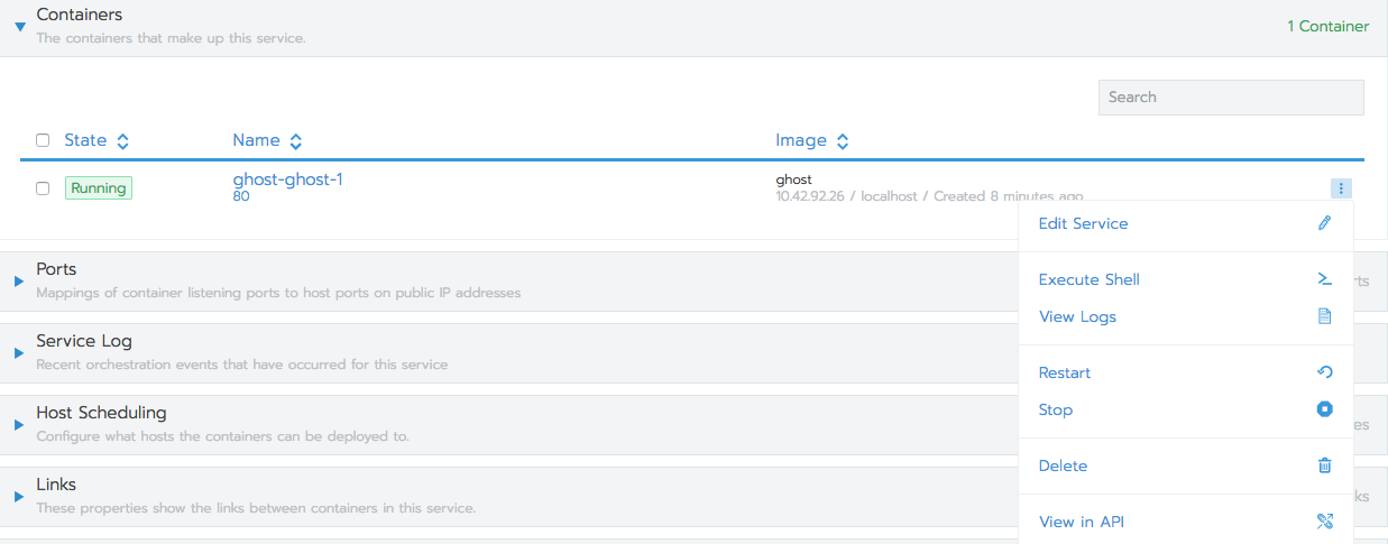 Containers
The containers that make up this service.
1 Container
Search
State Name Image
Running ghost-ghost-1 ghost
80 10.42.92.26 / localhost / Created 8 minutes ago
Edit Service
Ports
Mappings of container listening ports to host ports on public IP addresses
Execute Shell
View Logs
Service Log
Recent orchestration events that have occurred for this service
Restart
Host Scheduling
Configure what hosts the containers can be deployed to.
Stop
Delete
Links
These properties show the links between containers in this service.
View in API